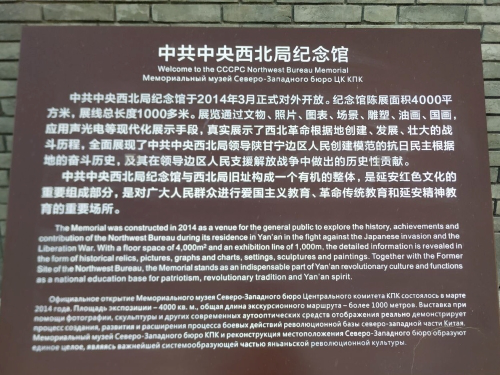 中共中央西北局纪念馆
Welcome to the CCCPC Northwest Bureau Memorial
Мемориальный музей Северо-Западного бюро ЦК КПК
中共中央西北局纪念馆于2014年3月正式对外开放。纪念馆陈展面积4000平
方米，展线总长度1000多米。展览通过文物、照片、图表、场景、雕塑、油画、国画，
应用声光电等现代化展示手段，真实展示了西北革命根据地创建、发展、壮大的战
斗历程，全面展现了中共中央西北局领导陕甘宁边区人民创建模范的抗日民主根据
地的奋斗历史，及其在领导边区人民支援解放战争中做出的历史性贡献。
中共中央西北局纪念馆与西北局旧址构成一个有机的整体，是延安红色文化的
重要组成部分，是对广大人民群众进行爱国主义教育、革命传统教育和延安精神教
育的重要场所。
The Memorial was constructed in 2014 as a venue for the general public to explore the history, achievements and
contribution of the Northwest Bureau during its residence in Yan'an in the fight against the Japanese invasion and the
Liberation War. With a floor space of 4,000m² and an exhibition line of 1,000m, the detailed information is revealed in
the form of historical relics, pictures, graphs and charts, settings, sculptures and paintings. Together with the Former
Site of the Northwest Bureau, the Memorial stands as an indispensable part of Yan'an revolutionary culture and functions
as a national education base for patriotism, revolutionary tradition and Yan'an spirit.
Официальное открытие Мемориального музея Северо-Западного бюро Центрального комитета КПК состоялось в марте
2014 года. Площадь экспозиции – 4000 кв. м., общая длина экскурсионного маршрута – более 1000 метров. Выставка при
помощи фотографии, скульптуры и других современных аутооптических средств отображения реально демонстрирует
процесс создания, развития и расширения процесса боевых действий революционной базы северо-западной части Китая.
Мемориальный музей Северо-Западного бюро КПК и реконструкция местоположения Северо-Западного бюро образуют
единое целое, являясь важнейшей системообразующей частью яньаньской революционной культуры.